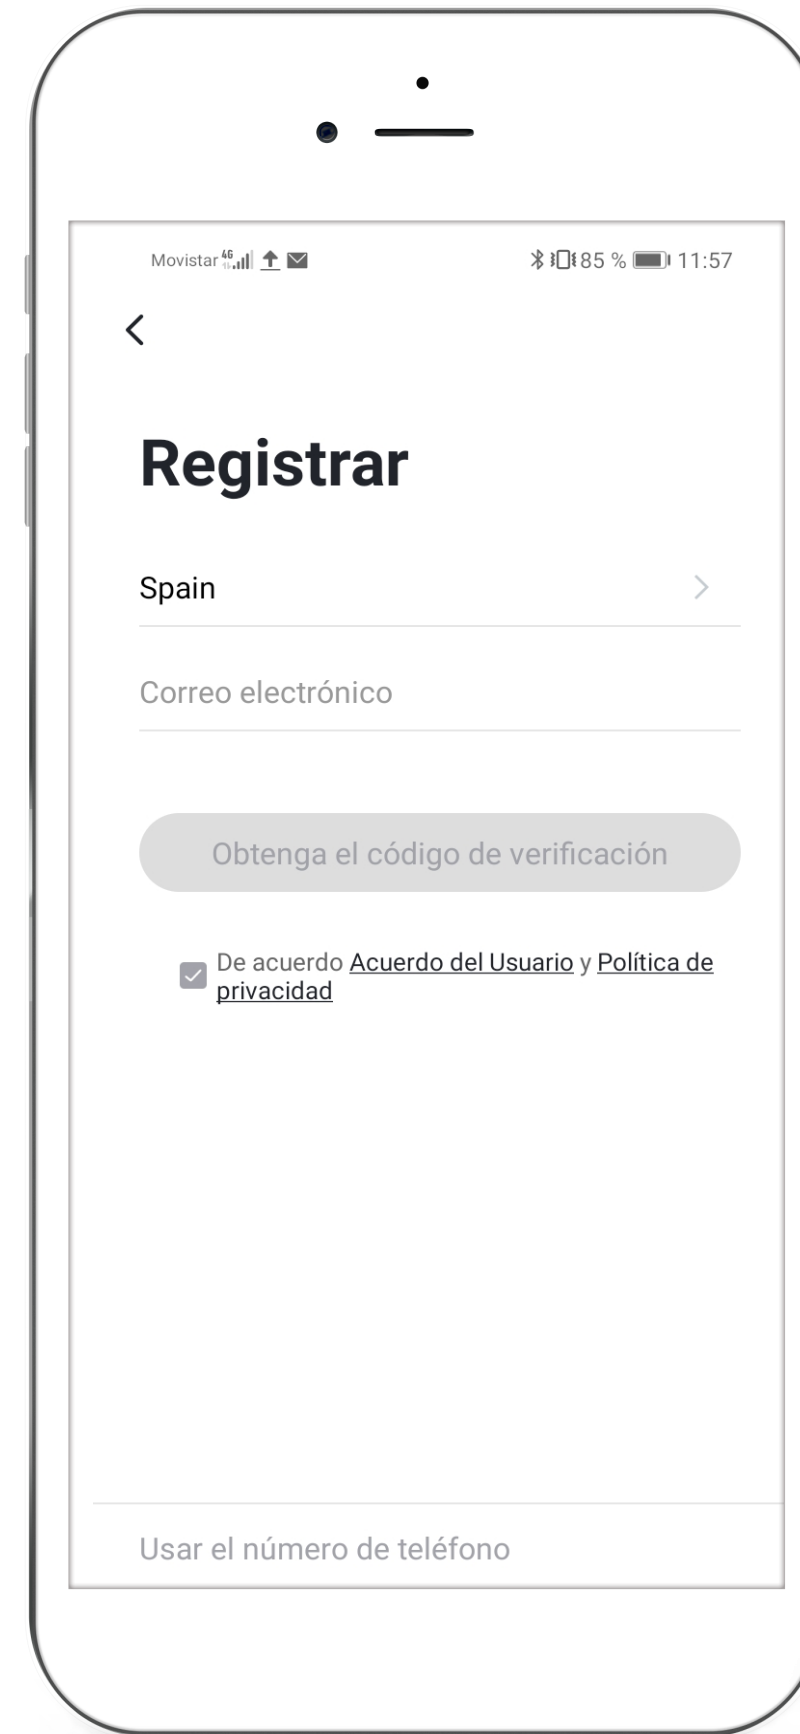 Movistar 4G 85 % 11:57
Registrar
Spain
Correo electrónico
Obtenga el código de verificación
De acuerdo Acuerdo del Usuario y Política de
privacidad
Usar el número de teléfono